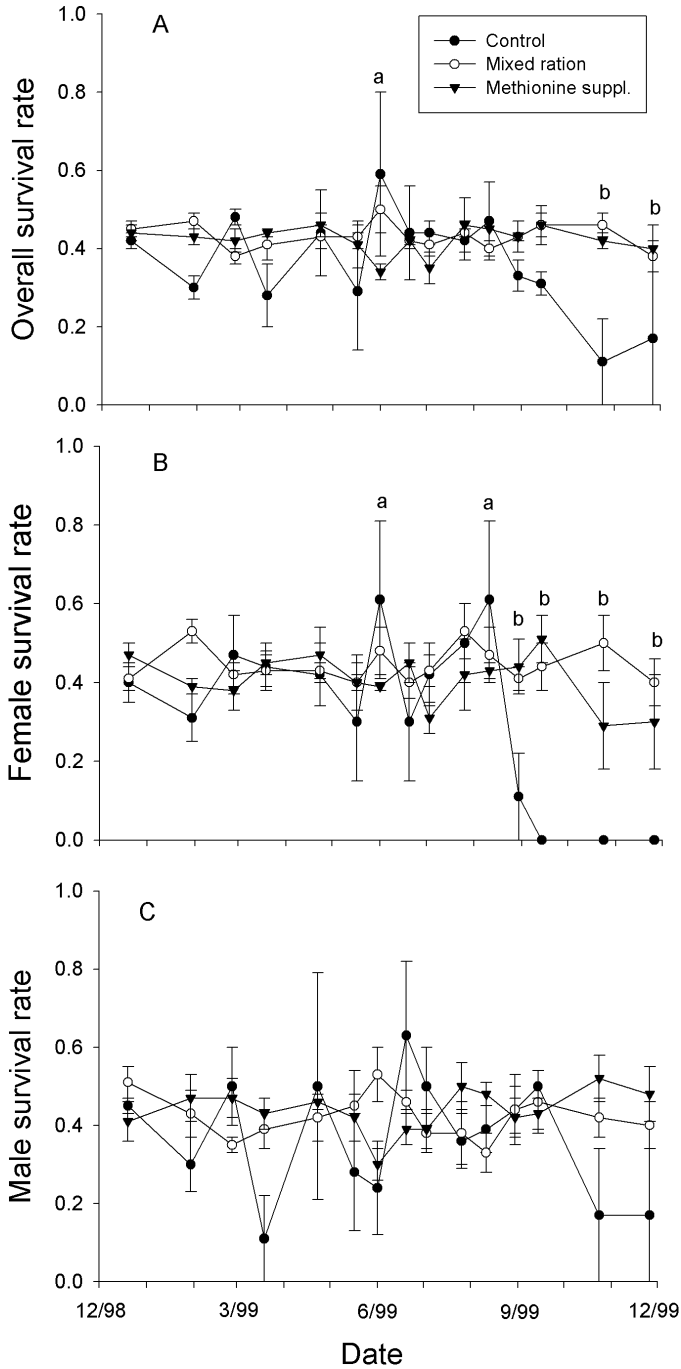 A
Control
Mixed ration
Methionine suppl.
1.0
0.8
0.6
0.4
0.2
0.0
Overall survival rate
a
b
b
B
1.0
0.8
0.6
0.4
0.2
0.0
Female survival rate
a
a
b
b
b
b
C
1.0
0.8
0.6
0.4
0.2
0.0
Male survival rate
12/98
3/99
6/99
9/99
12/99
Date